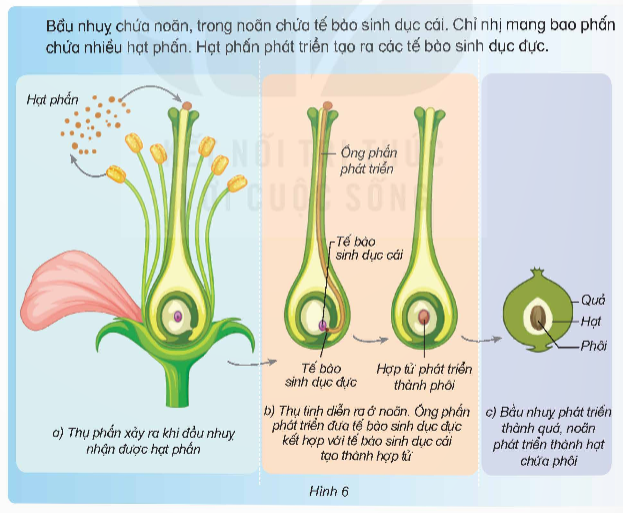 Bầu nhuỵ chứa noãn, trong noãn chứa tế bào sinh dục cái. Chỉ nhị mang bao phấn
chứa nhiều hạt phấn. Hạt phấn phát triển tạo ra các tế bào sinh dục đực.
Hạt phấn
Ống phấn
phát triển
Tế bào
sinh dục cái
Tế bào
sinh dục đực
Hợp tử phát triển
thành phôi
Quả
Hạt
Phôi
a) Thụ phấn xảy ra khi đầu nhuỵ
nhận được hạt phấn
b) Thụ tinh diễn ra ở noãn. Ống phấn
phát triển đưa tế bào sinh dục đực
kết hợp với tế bào sinh dục cái
tạo thành hợp tử
c) Bầu nhuỵ phát triển
thành quả, noãn
phát triển thành hạt
chứa phôi
Hình 6